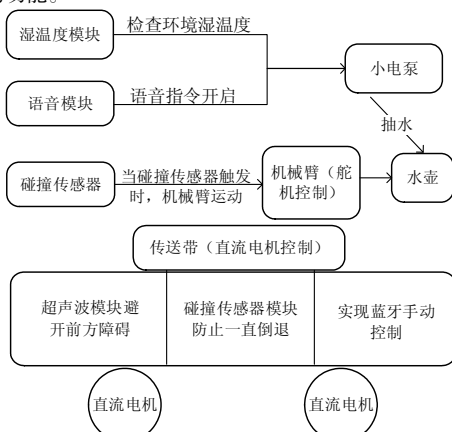 功能。
湿温度模块
检查环境湿温度
小电泵
语音模块
语音指令开启
抽水
碰撞传感器
当碰撞传感器触发
时，机械臂运动
机械臂（舵
机控制）
水壶
传送带（直流电机控制）
超声波模块避
开前方障碍
碰撞传感器模块
防止一直倒退
实现蓝牙手动
控制
直流电机
直流电机